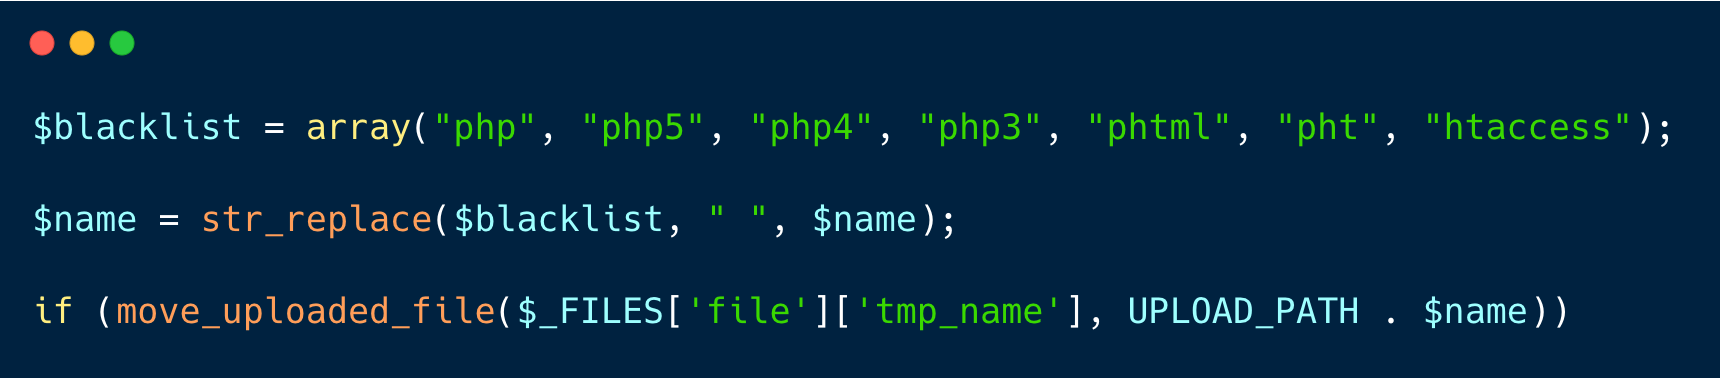 $blacklist = array("php", "php5", "php4", "php3", "phtml", "pht", "htaccess");
$name = str_replace($blacklist, " ", $name);
if (move_uploaded_file($_FILES['file']['tmp_name'], UPLOAD_PATH . $name))